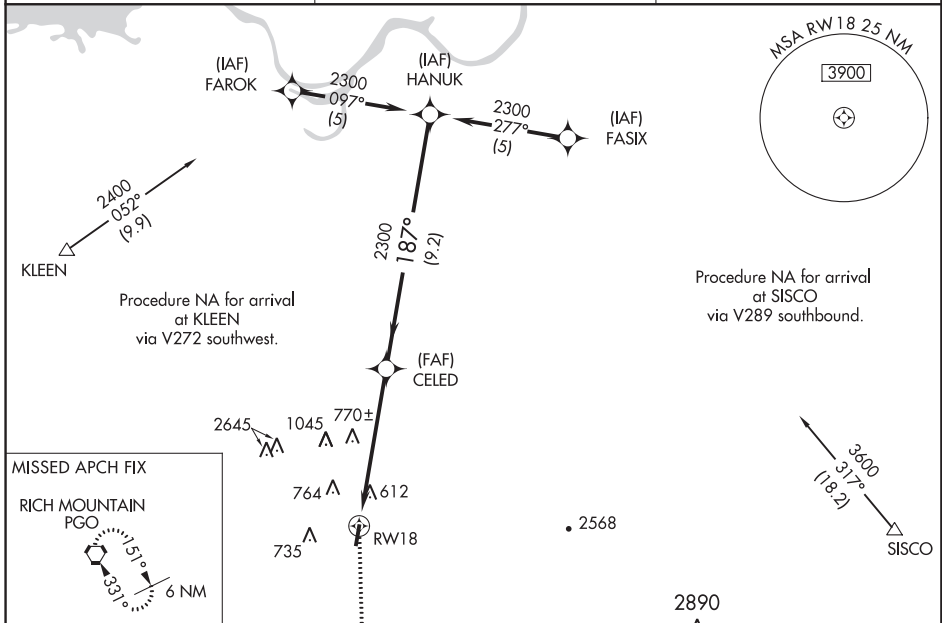 MSA RW18 25 NM
3900
(IAF)
FAROK
2300
097°
(5)
(IAF)
HANUK
2300
277°
(5)
(IAF)
FASIX
2400
052°
(9.9)
KLEEN
2300
187°
(9.2)
Procedure NA for arrival
at KLEEN
via V272 southwest.
Procedure NA for arrival
at SISCO
via V289 southbound.
(FAF)
CELED
2645
1045
770±
764
612
735
RW18
2568
3600
317°
(18.2)
SISCO
MISSED APCH FIX
RICH MOUNTAIN
PGO
151°
331°
6 NM
2890